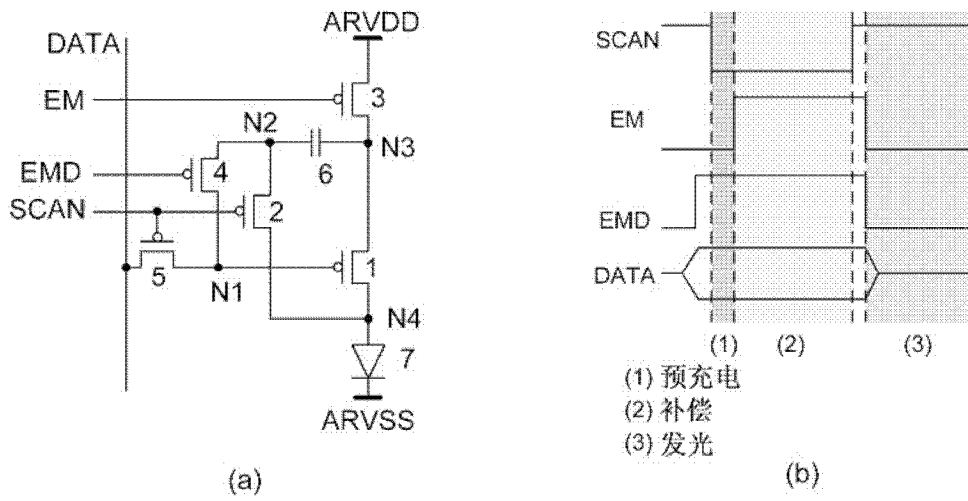 DATA
ARVDD
EM
3
N2
N3
6
EMD
4
SCAN
2
5
N1
1
N4
7
ARVSS
(a)
SCAN
EM
EMD
DATA
(1) (2) (3)
(1) 预充电
(2) 补偿
(3) 发光
(b)